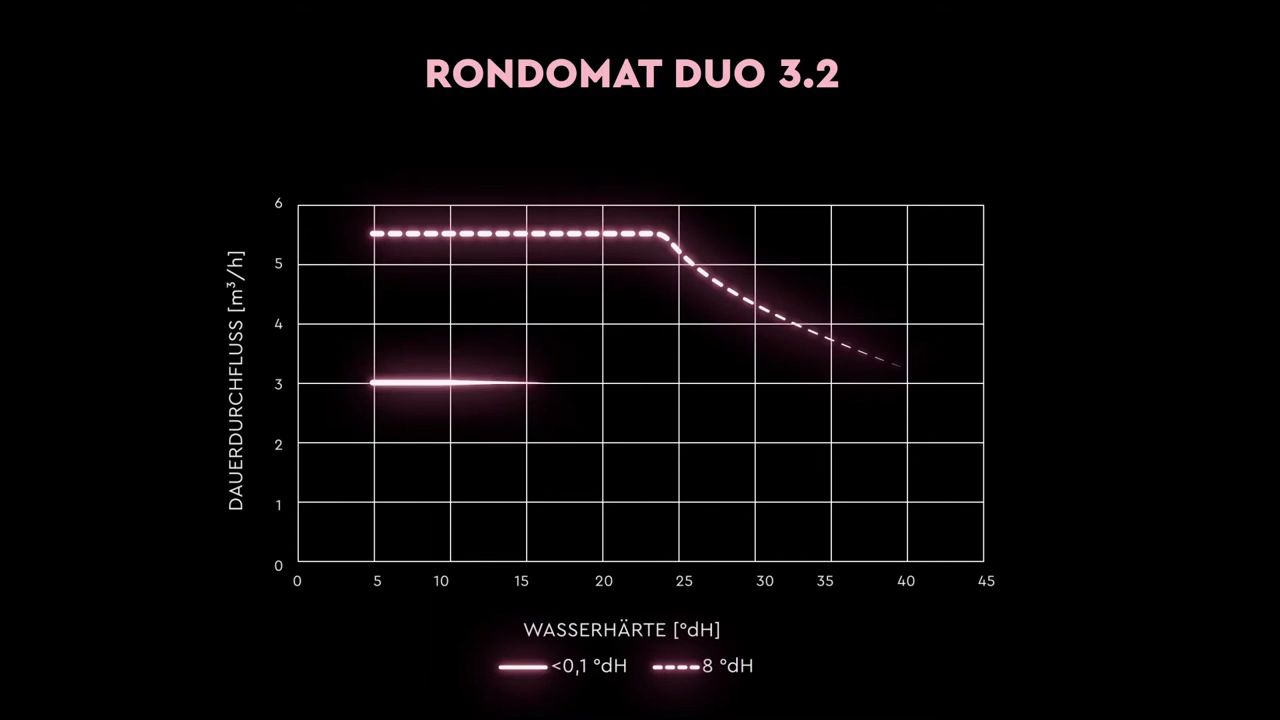 RONDOMAT DUO 3.2
DAUERDURCHFLUSS [m³/h]
6
5
4
3
2
1
0
0 5 10 15 20 25 30 35 40 45
WASSERHÄRTE [°dH]
<0,1 °dH 8 °dH